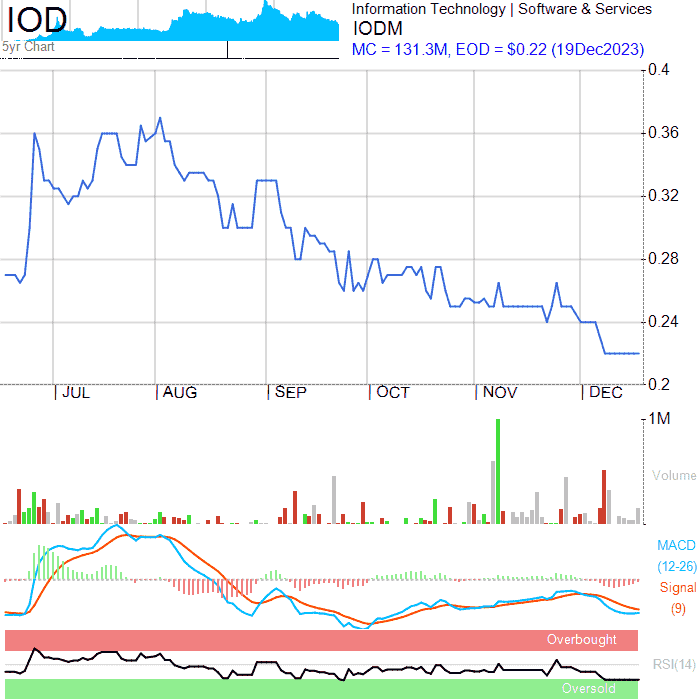 IOD
5yr Chart
Information Technology | Software & Services
IODM
MC = 131.3M, EOD = $0.22 (19Dec2023)
0.4
0.36
0.32
0.28
0.24
0.2
JUL
AUG
SEP
OCT
NOV
DEC
1M
Volume
MACD
(12-26)
Signal
(9)
Overbought
RSI(14)
Oversold